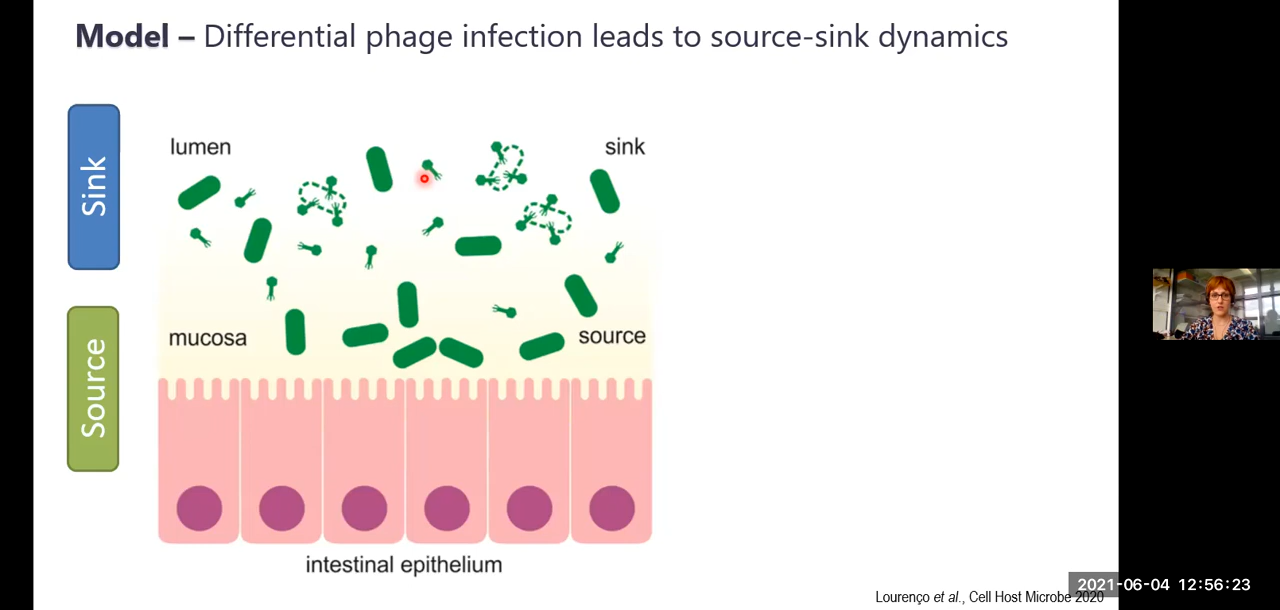 Model – Differential phage infection leads to source-sink dynamics
Sink
lumen
sink
Source
mucosa
source
intestinal epithelium
Lourenço et al., Cell Host Microbe 2020
2021-06-04 12:56:23